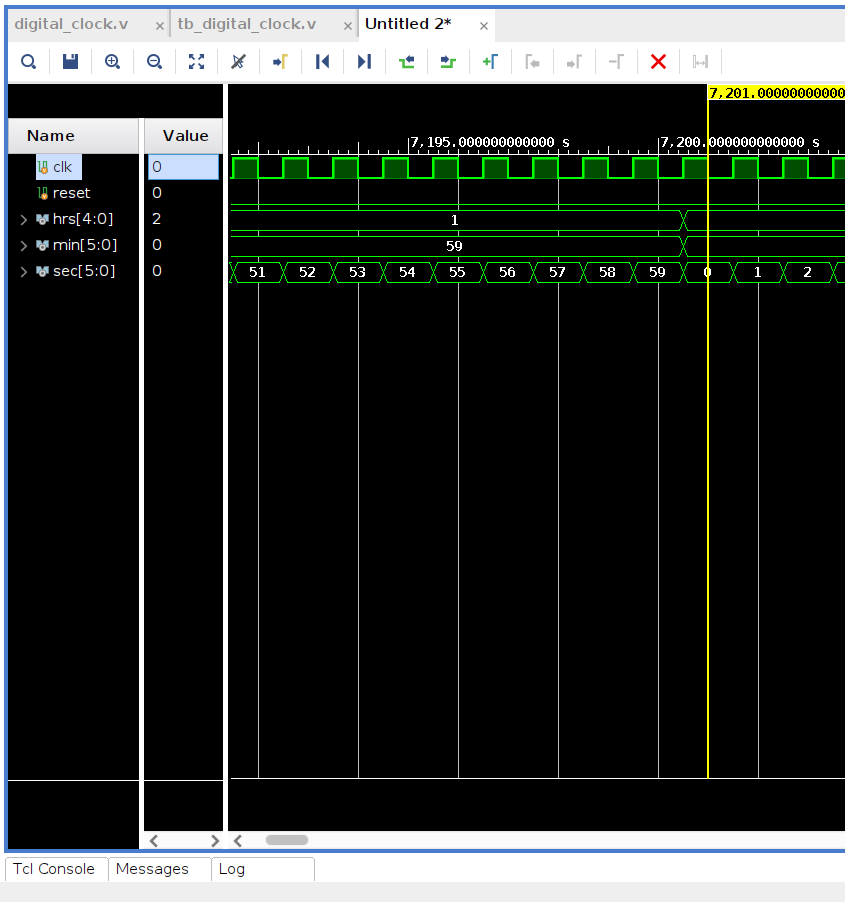 digital_clock.v × tb_digital_clock.v × Untitled 2* ×
7,201.00000000000
Name Value
7,195.000000000000 s 7,200.000000000000 s
clk 0
reset 0
hrs[4:0] 2 1
min[5:0] 0 59
sec[5:0] 0 51 52 53 54 55 56 57 58 59 0 1 2
Tcl Console Messages Log